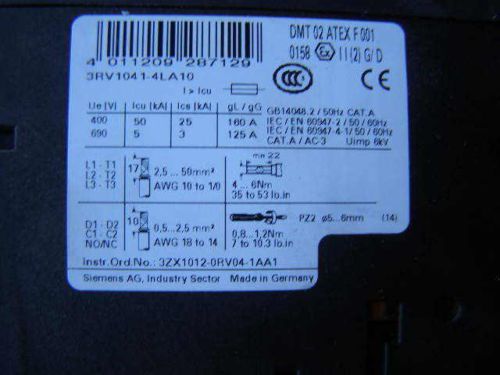 4 011209 287129
DMT 02 ATEX F 001
0158 Ex II (2) G/D
3RV1041-4LA10
I > Icu
CCC
Ue [V] Icu [kA] Ics [kA] gL / gG
400 50 25 160 A
690 5 3 125 A
GB14048.2 / 50Hz CAT.A
IEC / EN 60947-2 / 50 / 60Hz
IEC / EN 60947-4-1/ 50 / 60Hz
CAT.A / AC-3 Uimp 6kV
L1 - T1
L2 - T2
L3 - T3
17
2,5 ... 50mm²
AWG 10 to 1/0
min 22
4 ... 6Nm
35 to 53 lb.in
D1 - D2
C1 - C2
NO/NC
10
0,5...2,5 mm²
AWG 18 to 14
PZ2 ø5...6mm (14)
0,8...1,2Nm
7 to 10.3 lb.in
Instr.Ord.No.: 3ZX1012-0RV04-1AA1
Siemens AG, Industry Sector Made in Germany